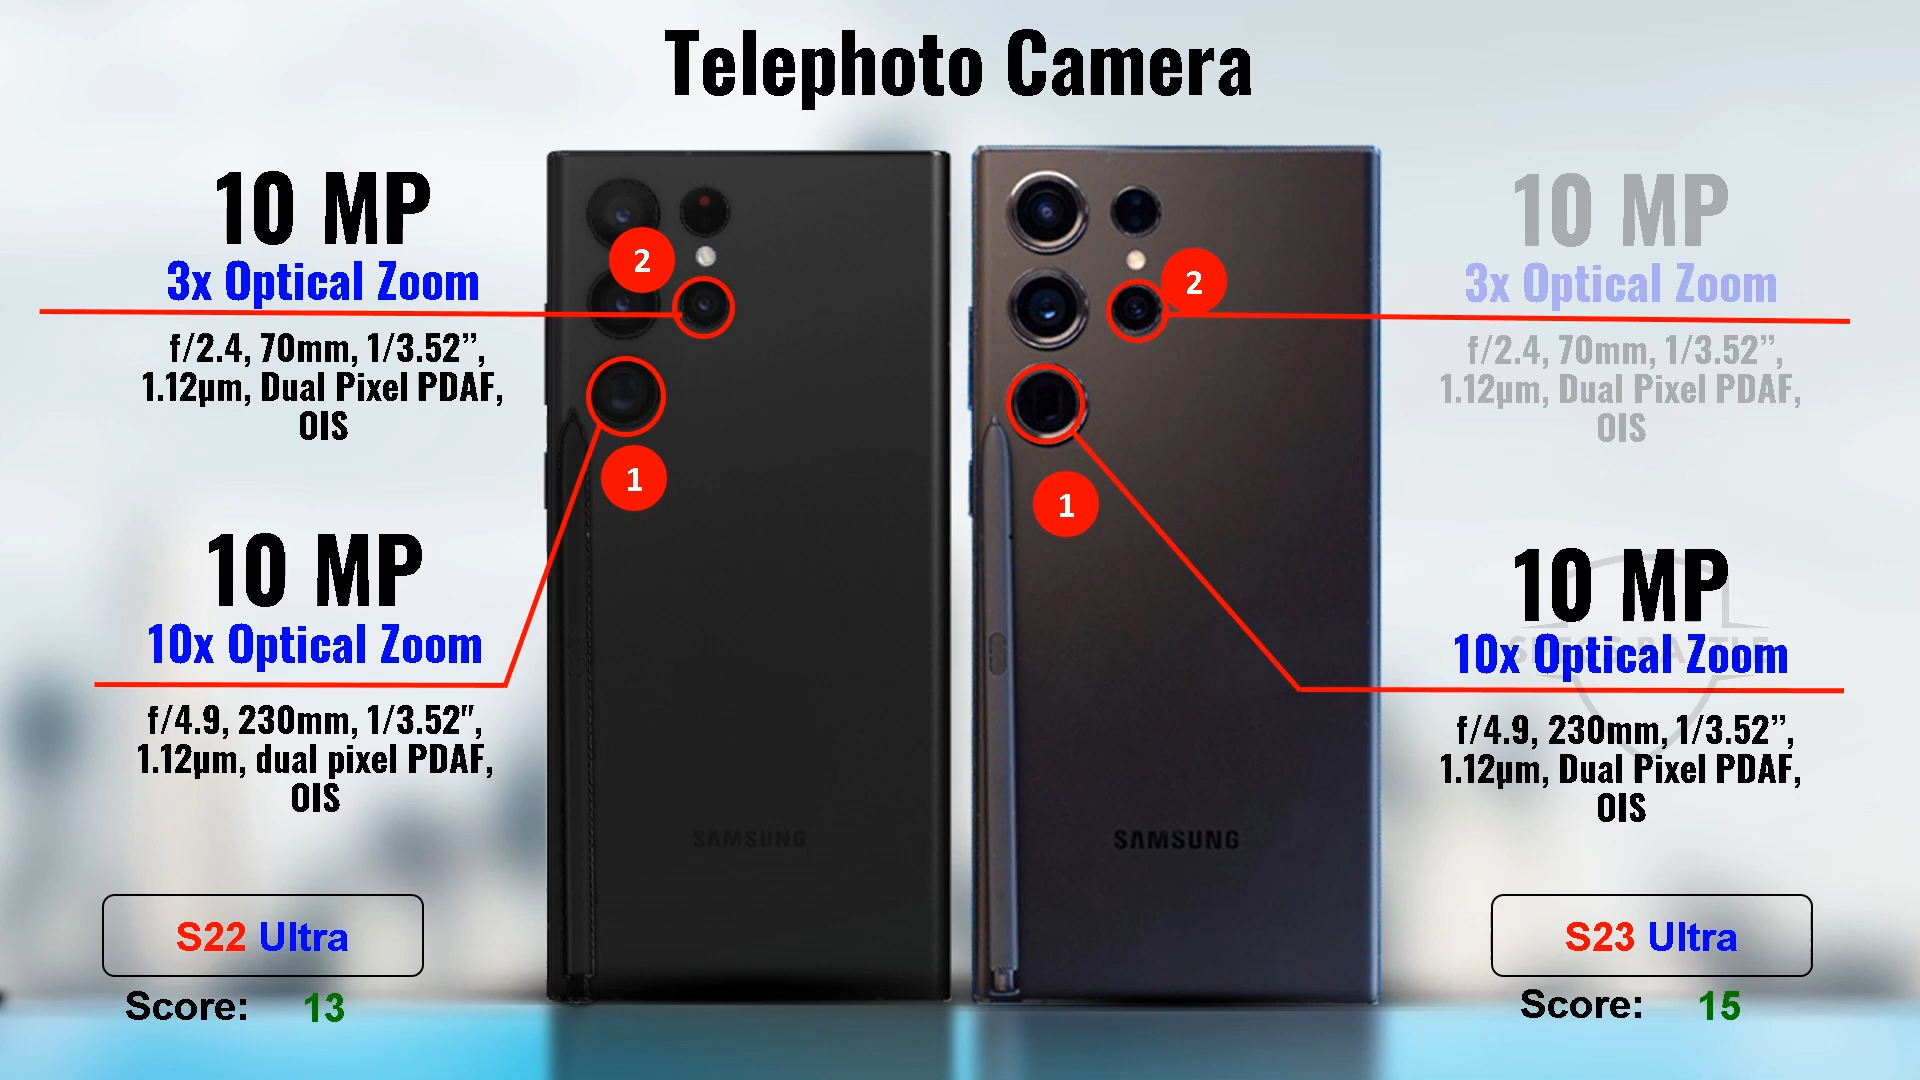 Telephoto Camera
10 MP
3x Optical Zoom
f/2.4, 70mm, 1/3.52”,
1.12µm, Dual Pixel PDAF,
OIS
10 MP
10x Optical Zoom
f/4.9, 230mm, 1/3.52",
1.12µm, dual pixel PDAF,
OIS
S22 Ultra
Score: 13
2
1
SAMSUNG
2
1
SAMSUNG
10 MP
3x Optical Zoom
f/2.4, 70mm, 1/3.52”,
1.12µm, Dual Pixel PDAF,
OIS
10 MP
SPECS BATTLE
10x Optical Zoom
f/4.9, 230mm, 1/3.52”,
1.12µm, Dual Pixel PDAF,
OIS
S23 Ultra
Score: 15